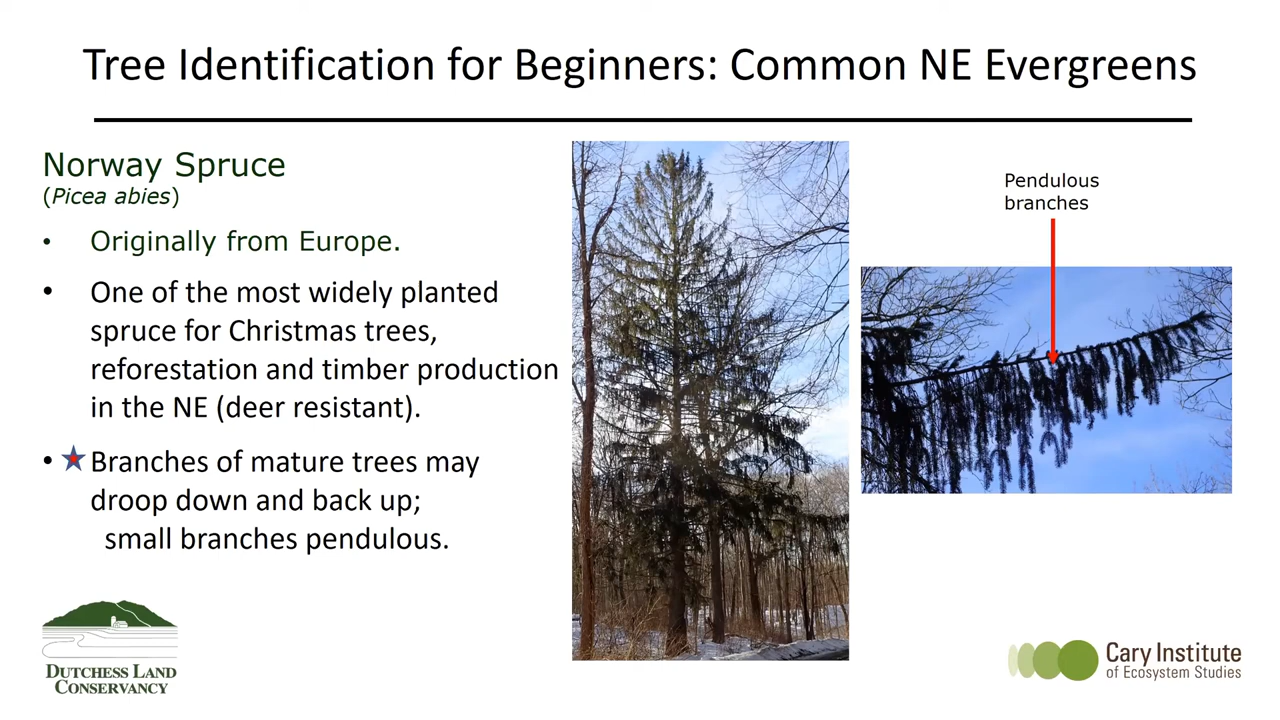 Tree Identification for Beginners: Common NE Evergreens
Norway Spruce
(Picea abies)
• Originally from Europe.
• One of the most widely planted
spruce for Christmas trees,
reforestation and timber production
in the NE (deer resistant).
• Branches of mature trees may
droop down and back up;
small branches pendulous.
Pendulous
branches
DUTCHESS LAND
CONSERVANCY
Cary Institute
of Ecosystem Studies